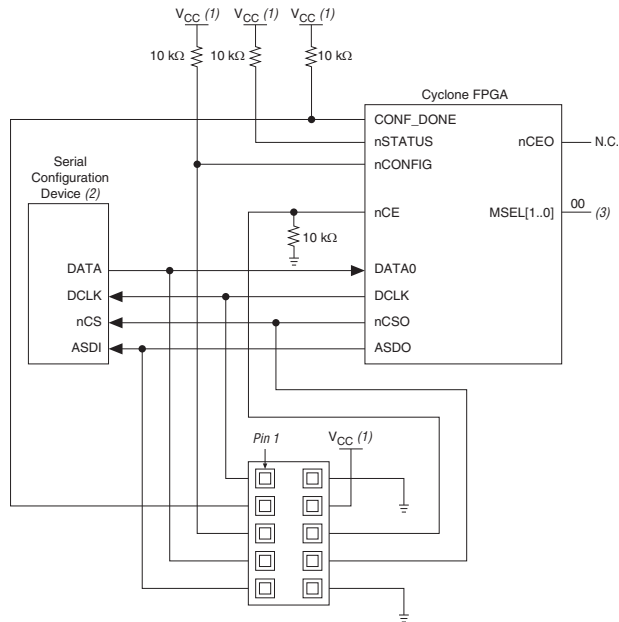 VCC (1) VCC (1) VCC (1)
10 kΩ 10 kΩ 10 kΩ
Cyclone FPGA
CONF_DONE
nSTATUS nCEO N.C.
nCONFIG
Serial
Configuration
Device (2)
nCE MSEL[1..0] 00 (3)
10 kΩ
DATA DATA0
DCLK DCLK
nCS nCSO
ASDI ASDO
Pin 1 VCC (1)